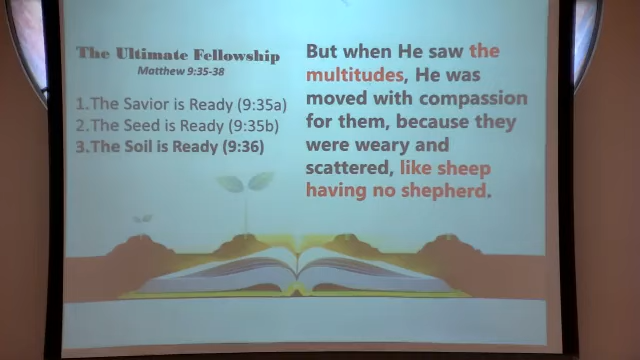 The Ultimate Fellowship
Matthew 9:35-38
1.The Savior is Ready (9:35a)
2.The Seed is Ready (9:35b)
3.The Soil is Ready (9:36)
But when He saw the
multitudes, He was
moved with compassion
for them, because they
were weary and
scattered, like sheep
having no shepherd.